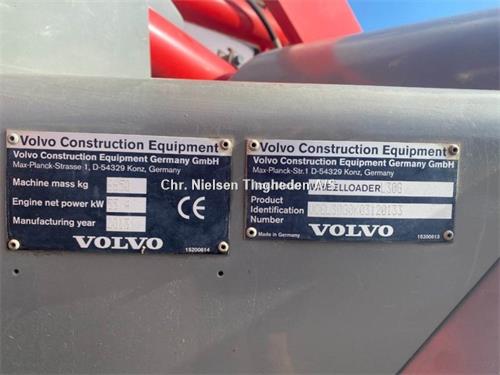 Volvo Construction Equipment
Volvo Construction Equipment Germany GmbH
Max-Planck-Strasse 1, D-54329 Konz, Germany
Machine mass kg
Engine net power kW
Manufacturing year
CE
VOLVO
15200614
Volvo Construction Equipment
Volvo Construction Equipment Germany GmbH
Max-Planck-Str.1 D-54329 Konz, Germany
WHEELLOADER L30G
Product
Identification
Number
Made in Germany
VOLVO
15200613
Chr. Nielsen Tingheden A/S